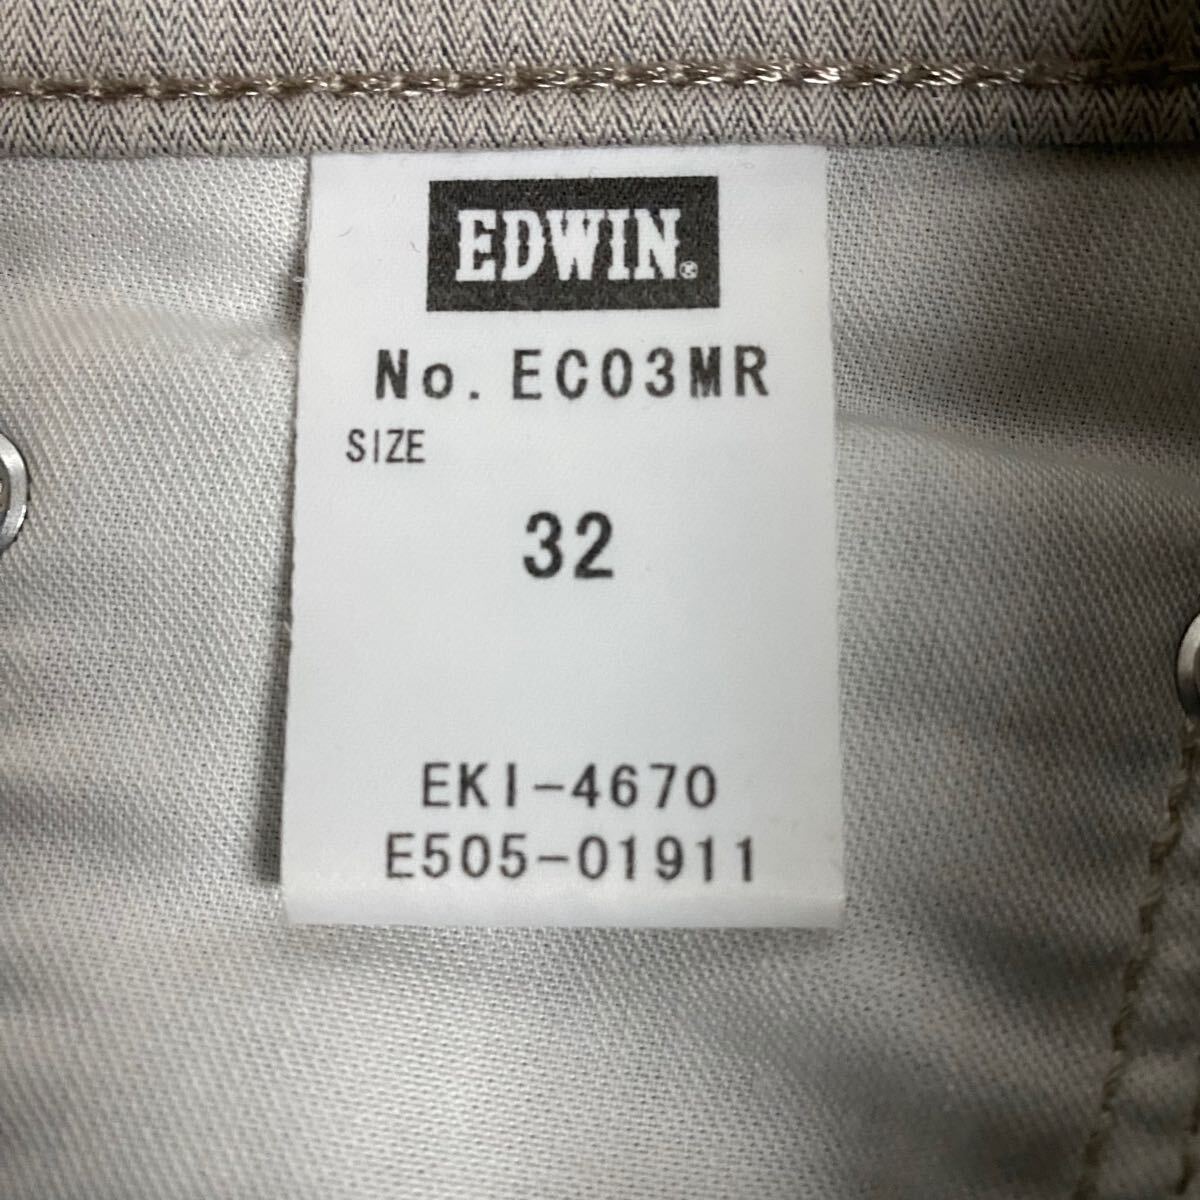 EDWIN®
No. EC03MR
SIZE
32
EKI-4670
E505-01911